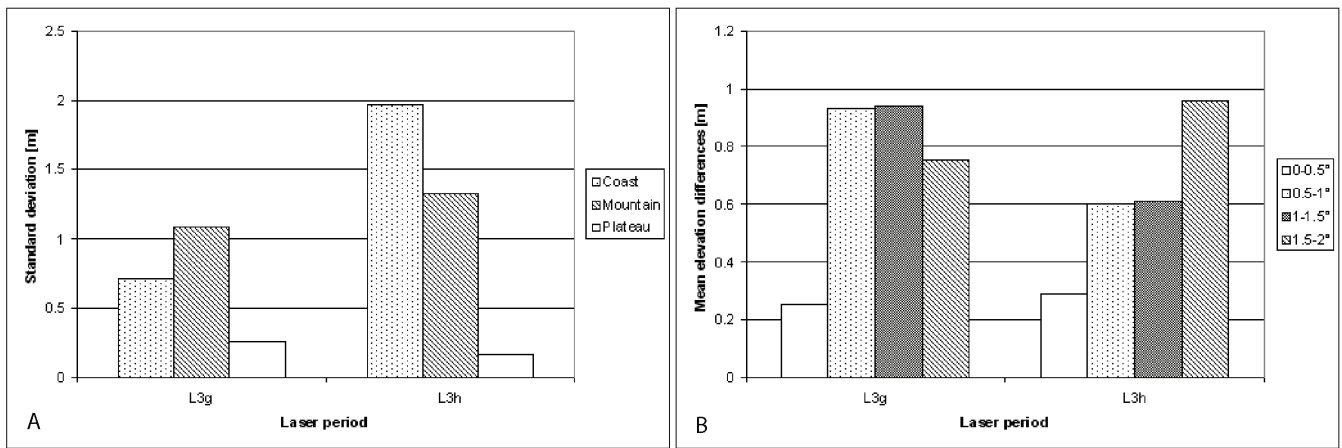 2.5
2
1.5
1
0.5
0
Standard deviation [m]
L3g
L3h
Laser period
Coast
Mountain
Plateau
A
1.2
1
0.8
0.6
0.4
0.2
0
Mean elevation differences [m]
L3g
L3h
Laser period
0-0.5°
0.5-1°
1-1.5°
1.5-2°
B